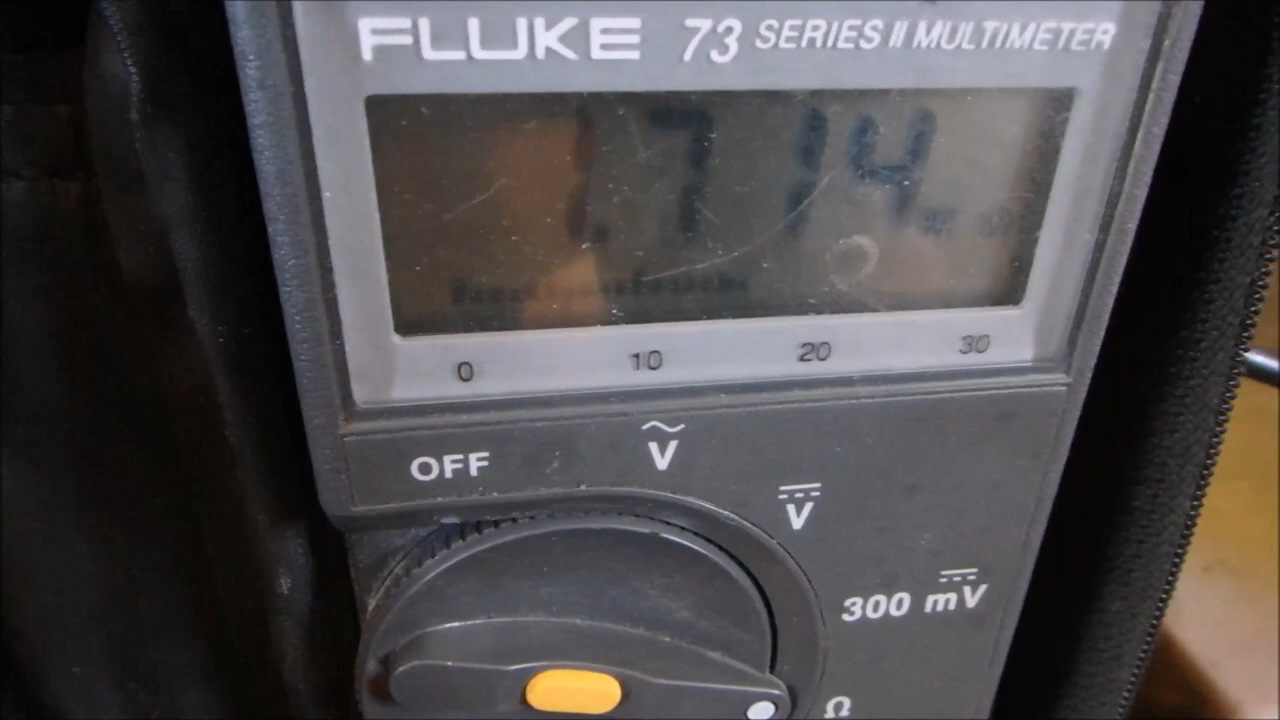 FLUKE 73 SERIES II MULTIMETER
1.714
0 10 20 30
OFF
V
V
300 mV
Ω